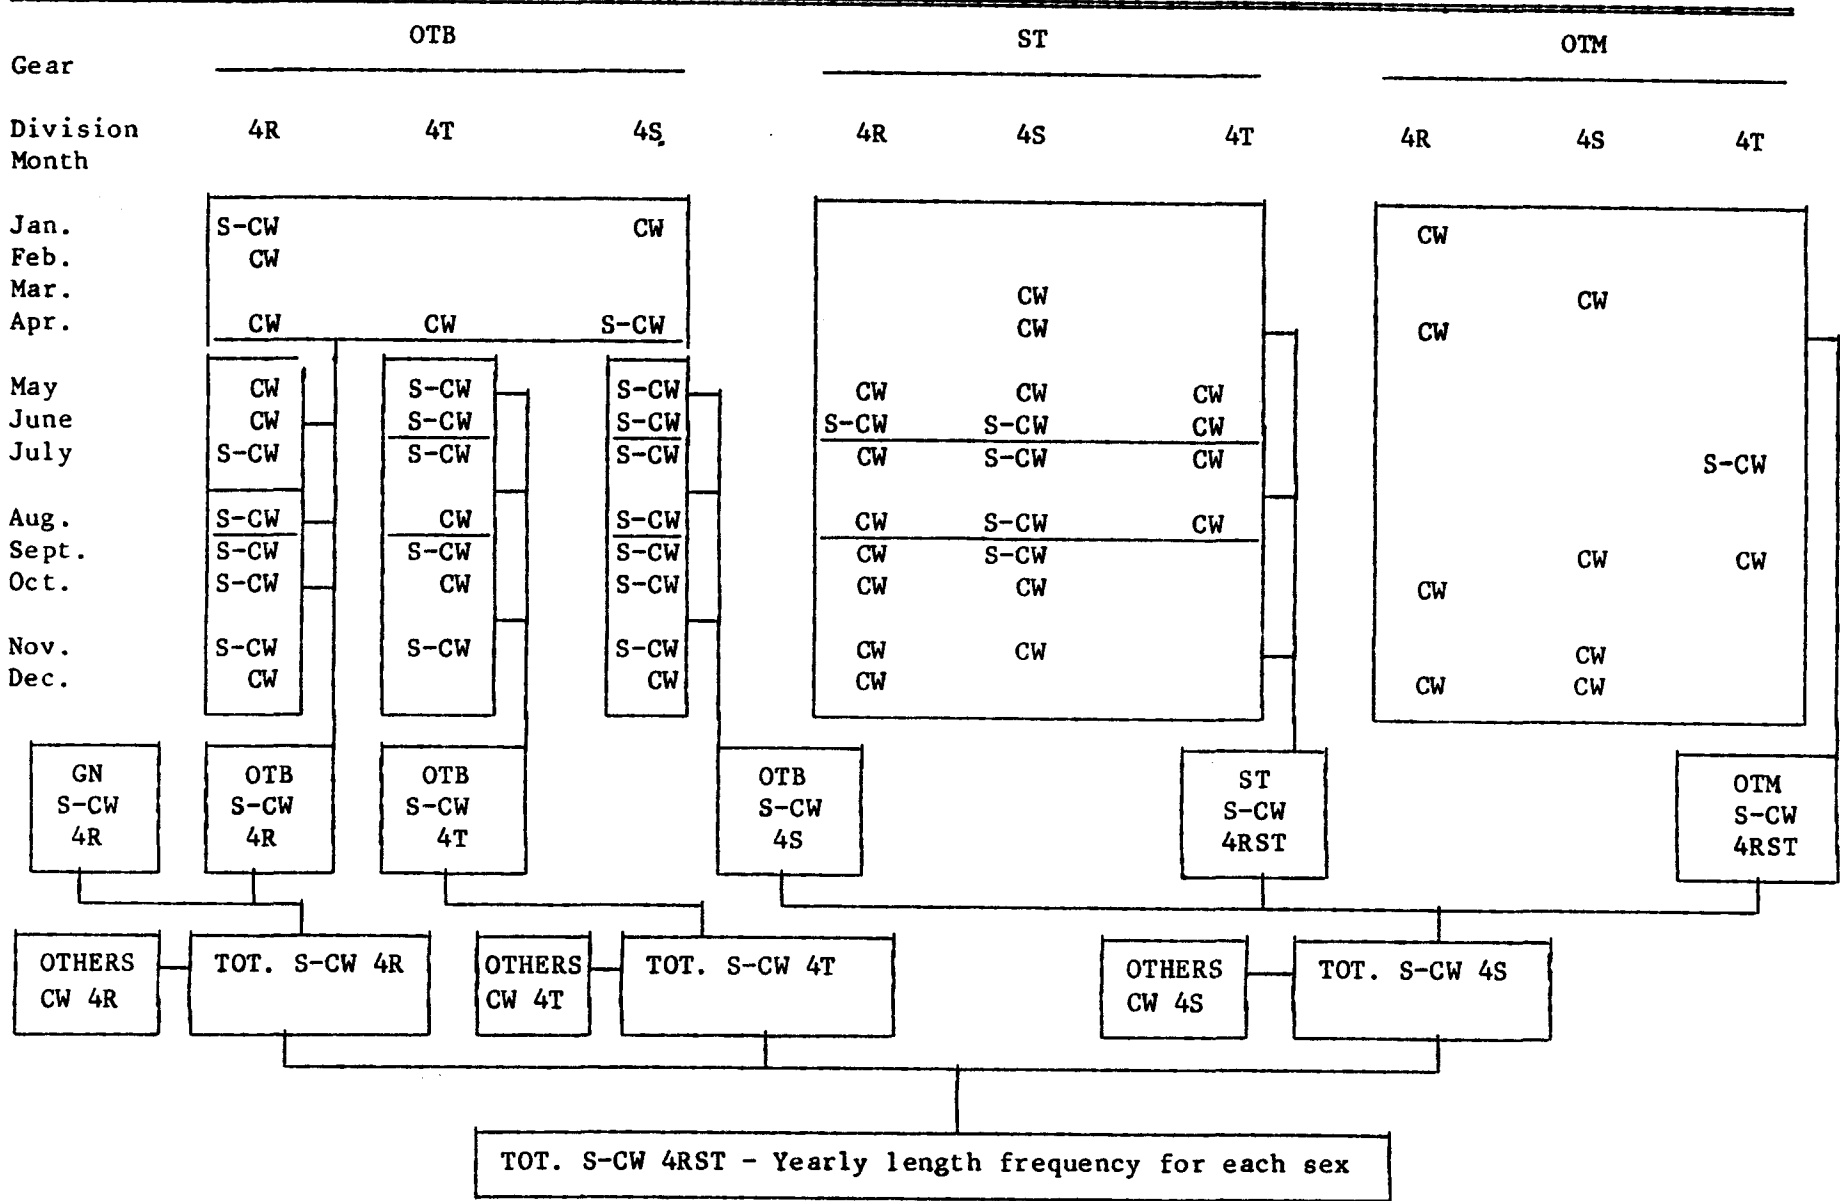 OTB ST OTM
Gear
Division 4R 4T 4S 4R 4S 4T 4R 4S 4T
Month
Jan. S-CW CW CW
Feb. CW
Mar. CW CW
Apr. CW CW S-CW CW CW
May CW S-CW S-CW CW CW CW
June CW S-CW S-CW S-CW S-CW CW
July S-CW S-CW S-CW CW S-CW CW S-CW
Aug. S-CW CW S-CW CW S-CW CW
Sept. S-CW S-CW S-CW CW S-CW CW CW
Oct. S-CW CW S-CW CW CW CW
Nov. S-CW S-CW S-CW CW CW CW
Dec. CW CW CW CW CW
GN OTB OTB OTB ST OTM
S-CW S-CW S-CW S-CW S-CW S-CW
4R 4R 4T 4S 4RST 4RST
OTHERS TOT. S-CW 4R OTHERS TOT. S-CW 4T OTHERS TOT. S-CW 4S
CW 4R CW 4T CW 4S
TOT. S-CW 4RST - Yearly length frequency for each sex